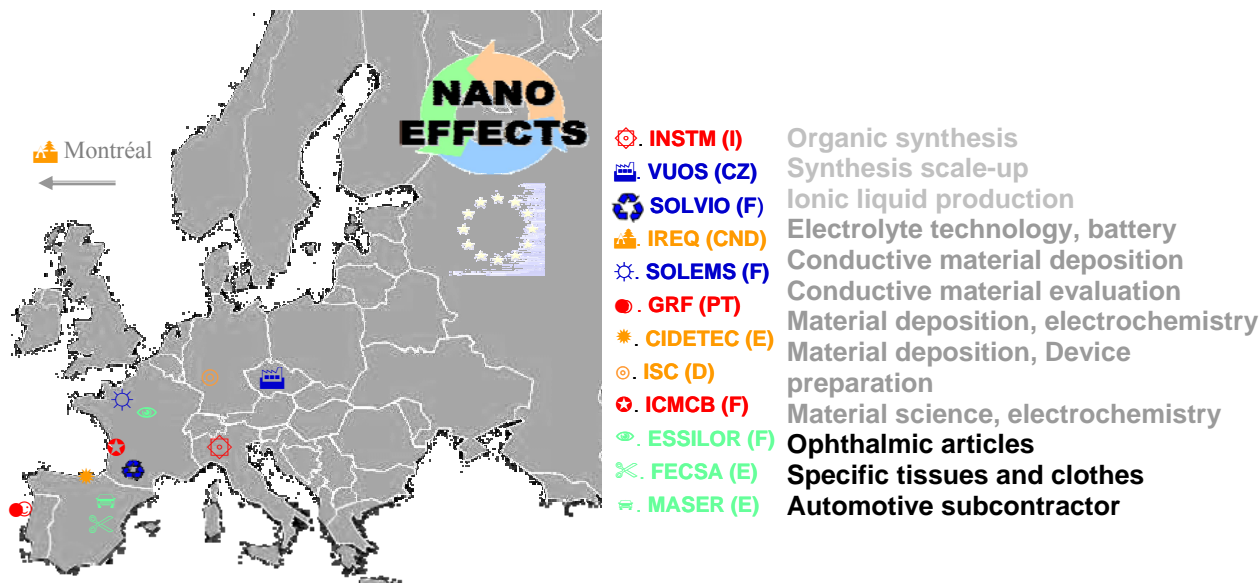 NANO
EFFECTS
Montréal
. INSTM (I) Organic synthesis
. VUOS (CZ) Synthesis scale-up
. SOLVIO (F) Ionic liquid production
. IREQ (CND) Electrolyte technology, battery
. SOLEMS (F) Conductive material deposition
. GRF (PT) Conductive material evaluation
. CIDETEC (E) Material deposition, electrochemistry
. ISC (D) Material deposition, Device
preparation
. ICMCB (F) Material science, electrochemistry
. ESSILOR (F) Ophthalmic articles
. FECSA (E) Specific tissues and clothes
. MASER (E) Automotive subcontractor